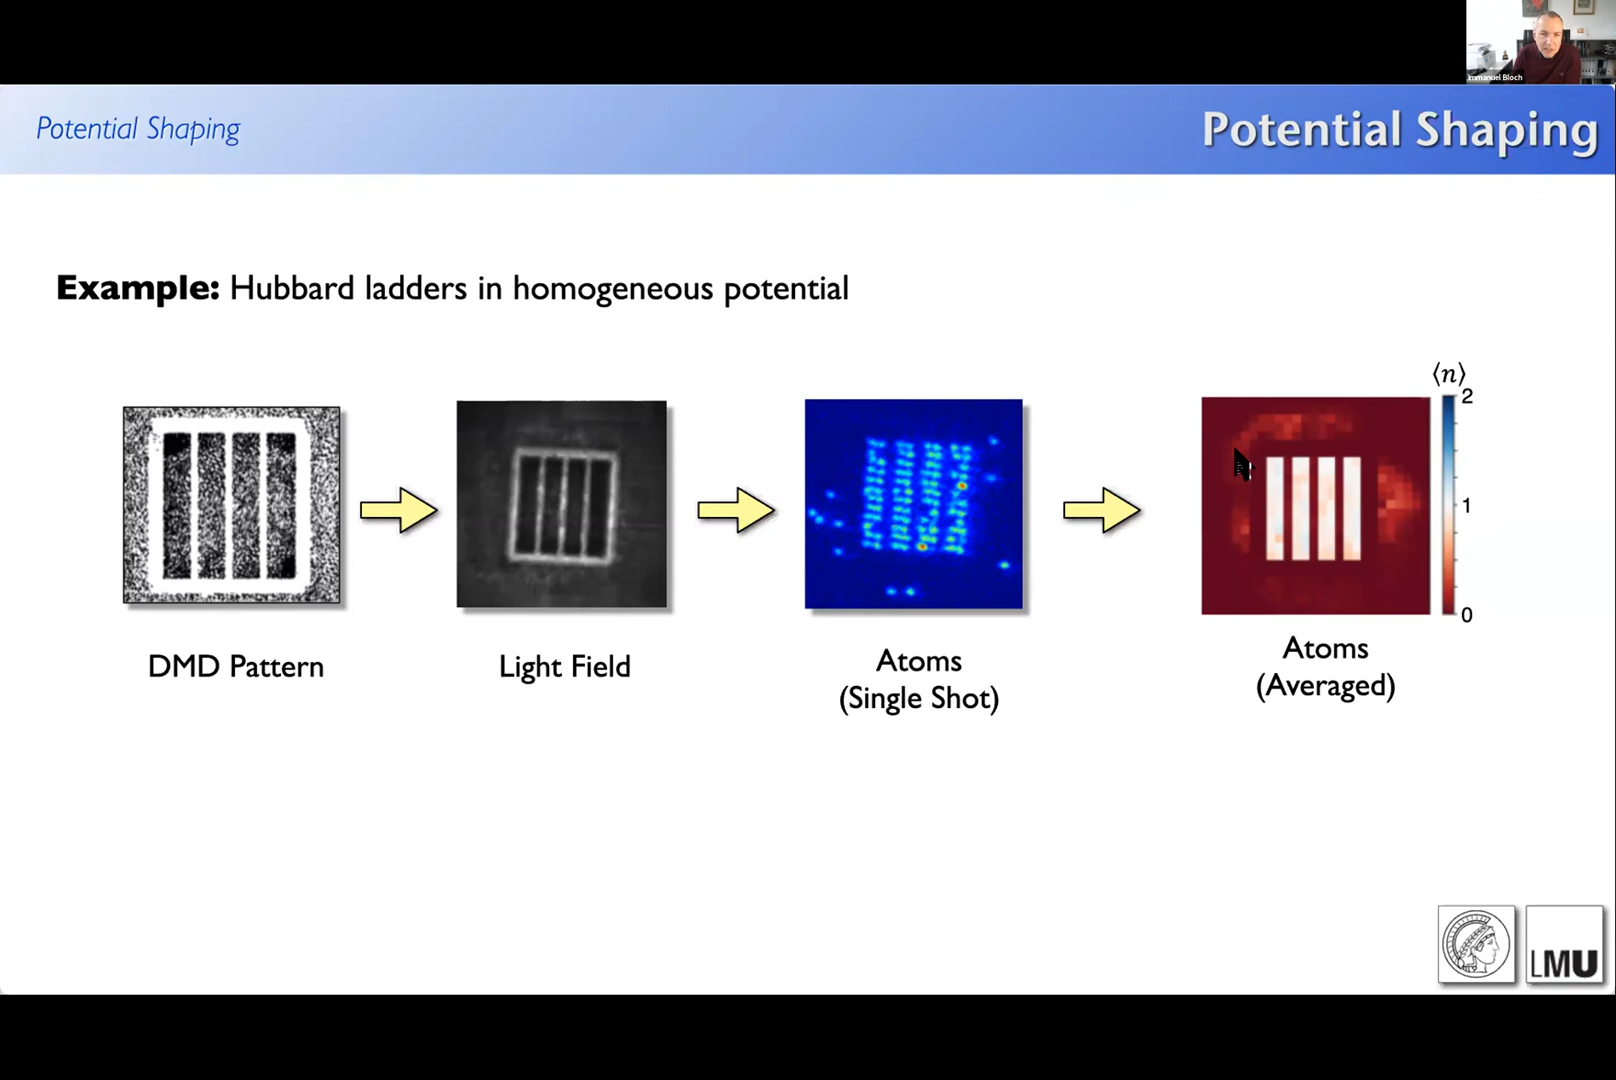 Immanuel Bloch
Potential Shaping
Potential Shaping
Example: Hubbard ladders in homogeneous potential
⟨n⟩
2
1
0
DMD Pattern
Light Field
Atoms
(Single Shot)
Atoms
(Averaged)
LMU